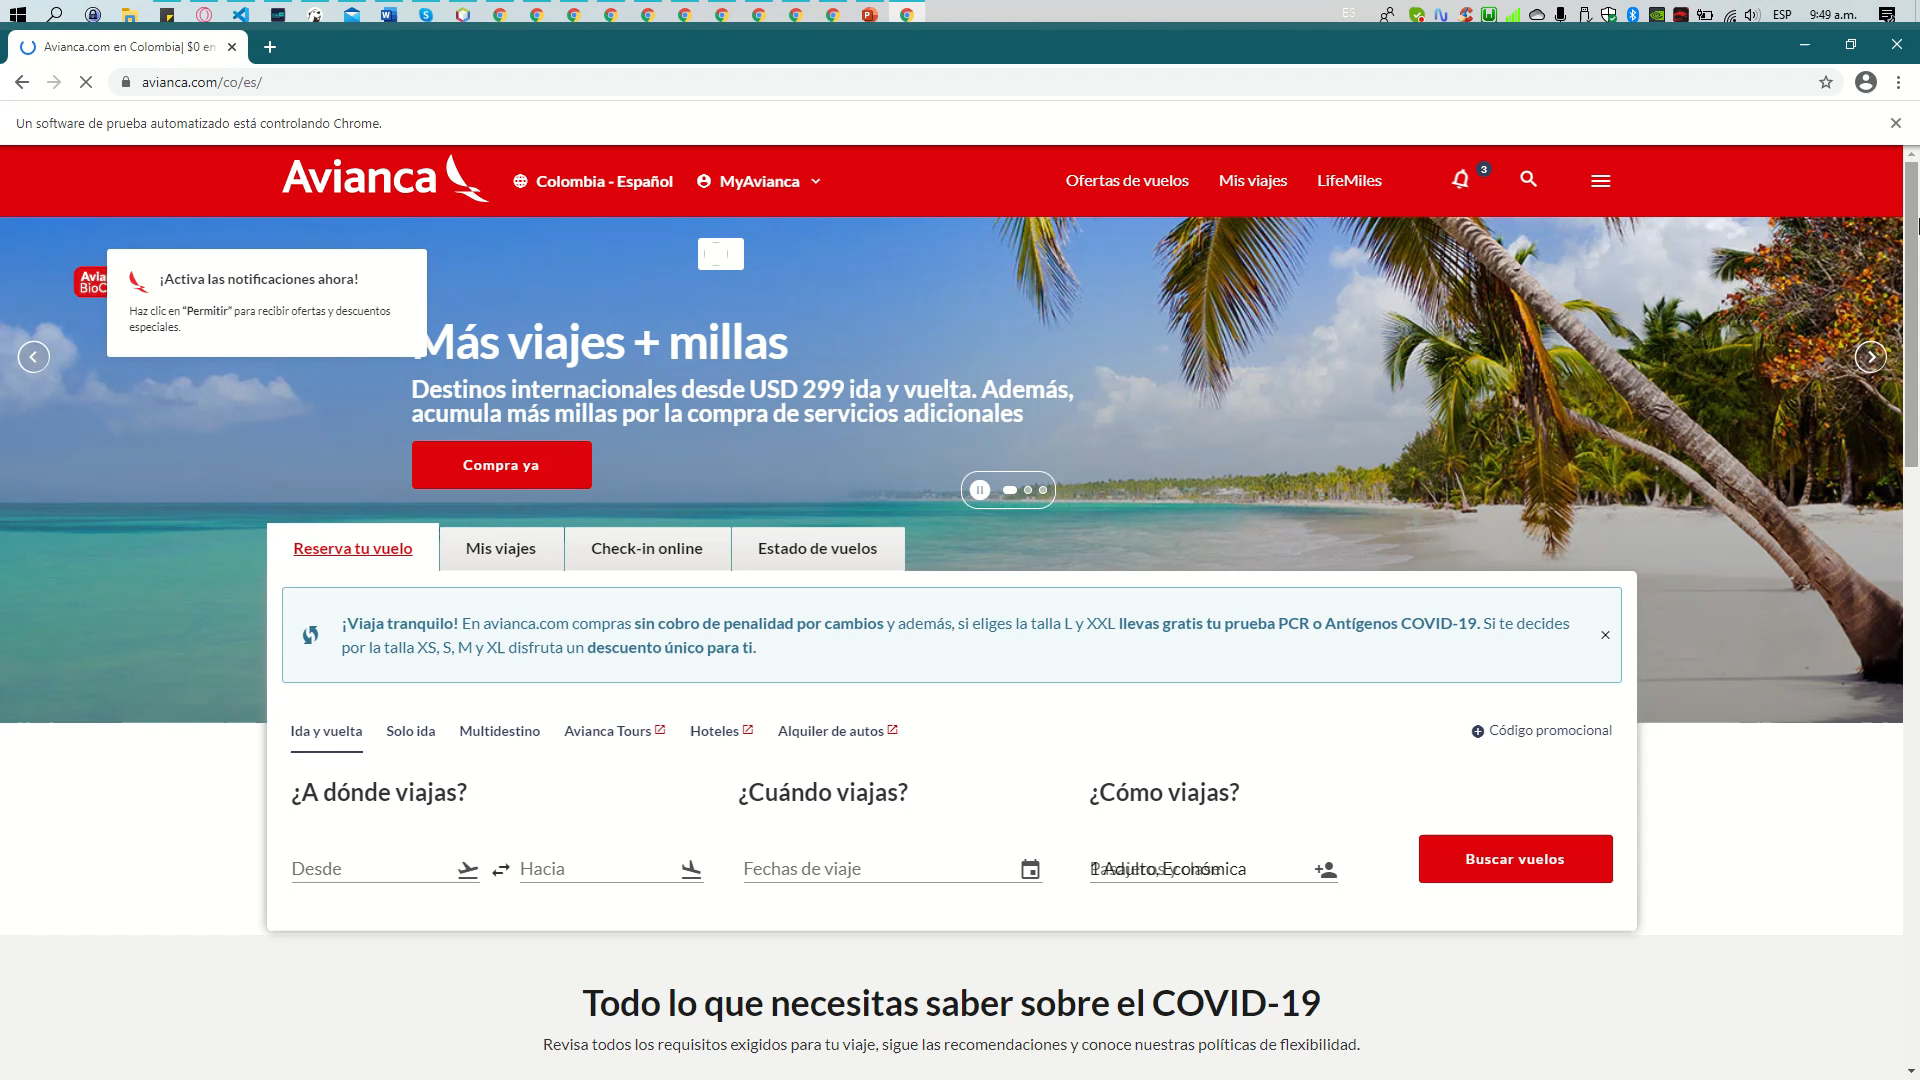 ES
ESP
9:49 a.m.
Avianca.com en Colombia| $0 en
avianca.com/co/es/
Un software de prueba automatizado está controlando Chrome.
Avianca
Colombia - Español
MyAvianca
Ofertas de vuelos
Mis viajes
LifeMiles
3
¡Activa las notificaciones ahora!
Haz clic en “Permitir” para recibir ofertas y descuentos
especiales.
Más viajes + millas
Destinos internacionales desde USD 299 ida y vuelta. Además,
acumula más millas por la compra de servicios adicionales
Compra ya
Reserva tu vuelo
Mis viajes
Check-in online
Estado de vuelos
¡Viaja tranquilo! En avianca.com compras sin cobro de penalidad por cambios y además, si eliges la talla L y XXL llevas gratis tu prueba PCR o Antígenos COVID-19. Si te decides
por la talla XS, S, M y XL disfruta un descuento único para ti.
Ida y vuelta
Solo ida
Multidestino
Avianca Tours
Hoteles
Alquiler de autos
Código promocional
¿A dónde viajas?
¿Cuándo viajas?
¿Cómo viajas?
Desde
Hacia
Fechas de viaje
1 Adulto, Económica
Buscar vuelos
Todo lo que necesitas saber sobre el COVID-19
Revisa todos los requisitos exigidos para tu viaje, sigue las recomendaciones y conoce nuestras políticas de flexibilidad.